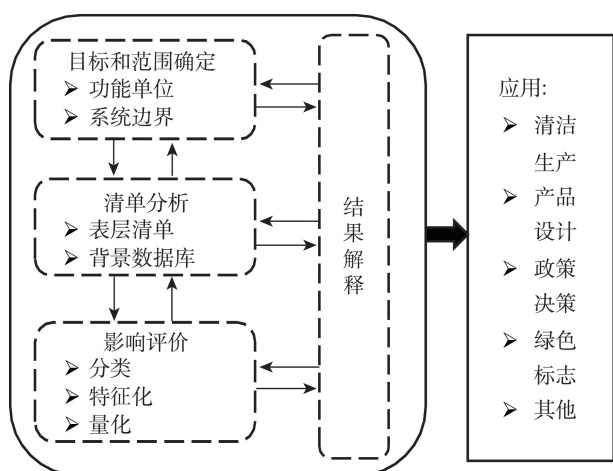 目标和范围确定
➢ 功能单位
➢ 系统边界
清单分析
➢ 表层清单
➢ 背景数据库
影响评价
➢ 分类
➢ 特征化
➢ 量化
结
果
解
释
应用:
➢ 清洁
生产
➢ 产品
设计
➢ 政策
决策
➢ 绿色
标志
➢ 其他